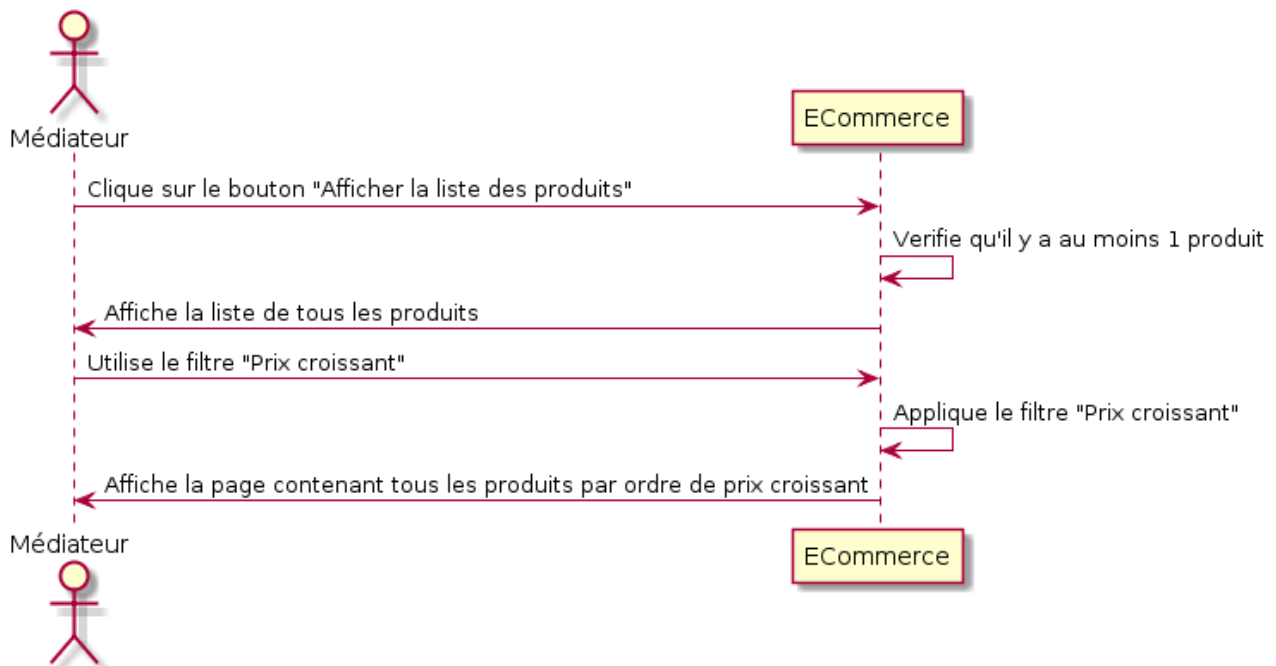 Médiateur
ECommerce
Clique sur le bouton "Afficher la liste des produits"
Verifie qu'il y a au moins 1 produit
Affiche la liste de tous les produits
Utilise le filtre "Prix croissant"
Applique le filtre "Prix croissant"
Affiche la page contenant tous les produits par ordre de prix croissant
Médiateur
ECommerce